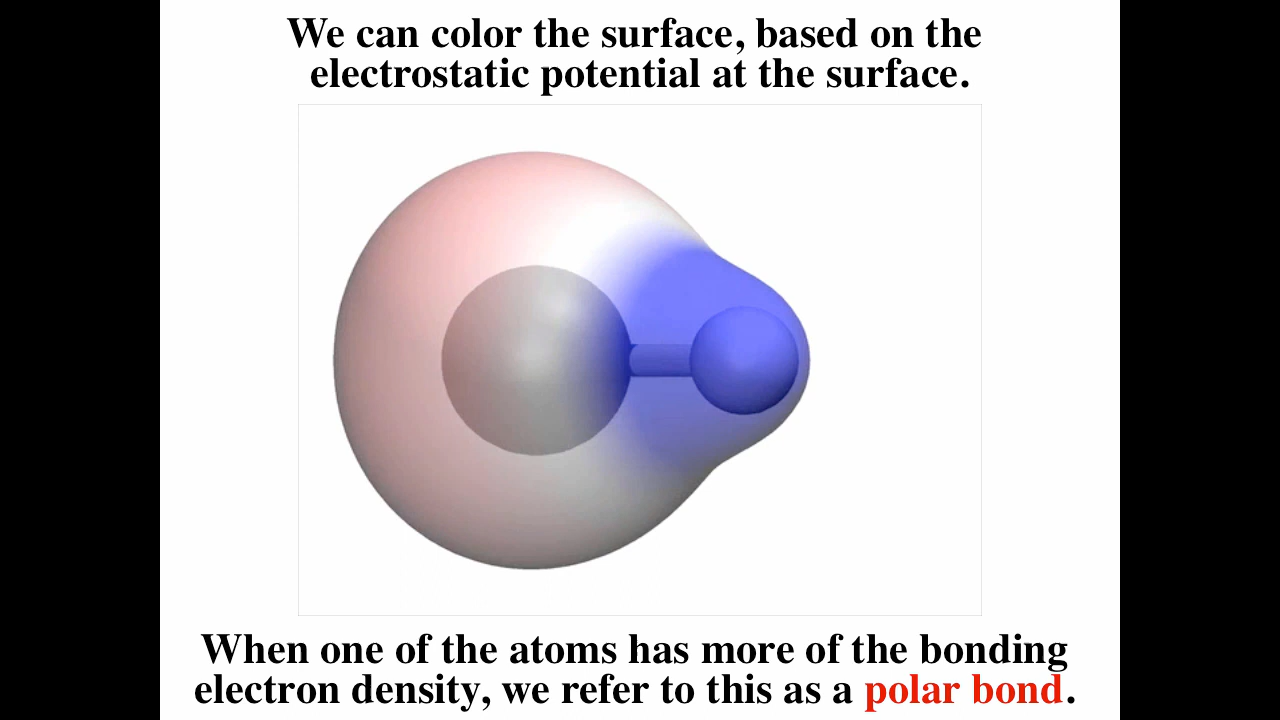 We can color the surface, based on the
electrostatic potential at the surface.
When one of the atoms has more of the bonding
electron density, we refer to this as a polar bond.